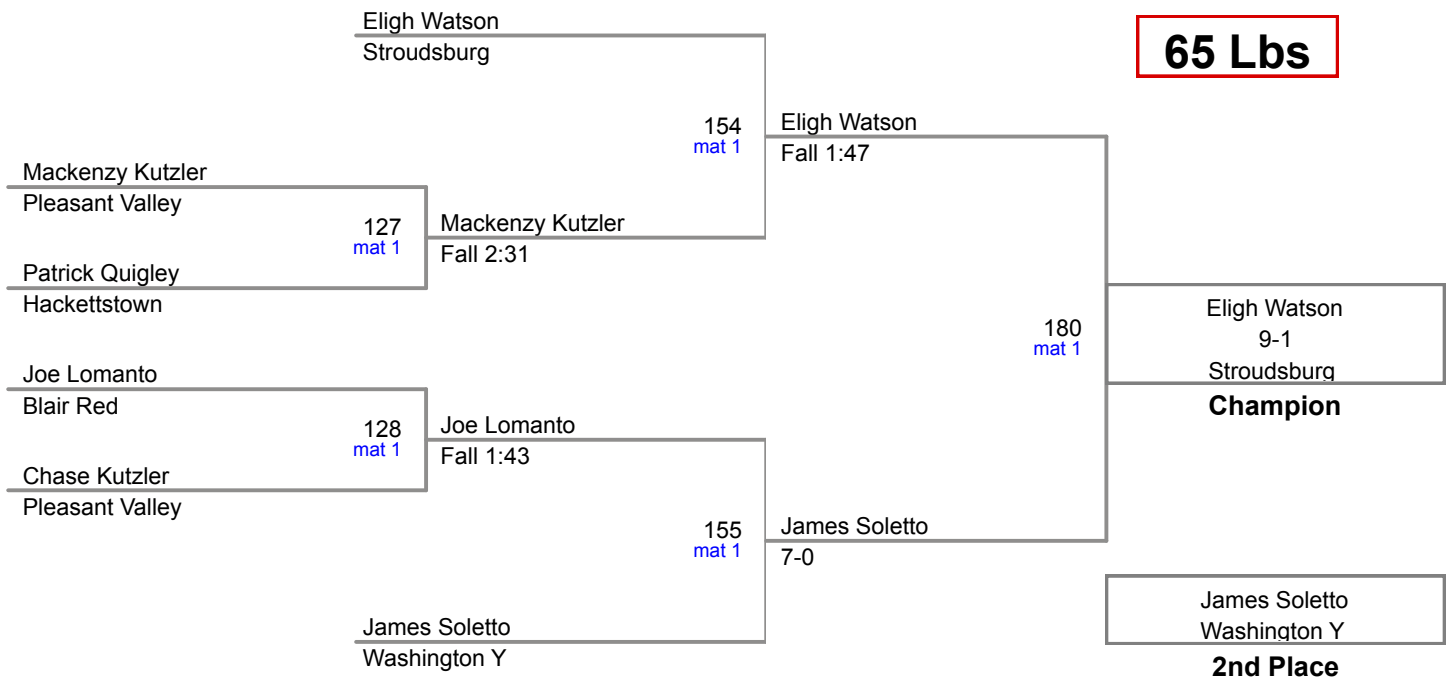 Eligh Watson
Stroudsburg
65 Lbs
154
mat 1
Eligh Watson
Fall 1:47
Mackenzy Kutzler
Pleasant Valley
127
mat 1
Mackenzy Kutzler
Fall 2:31
Patrick Quigley
Hackettstown
180
mat 1
Eligh Watson
9-1
Stroudsburg
Champion
Joe Lomanto
Blair Red
128
mat 1
Joe Lomanto
Fall 1:43
Chase Kutzler
Pleasant Valley
155
mat 1
James Soletto
7-0
James Soletto
Washington Y
James Soletto
Washington Y
2nd Place